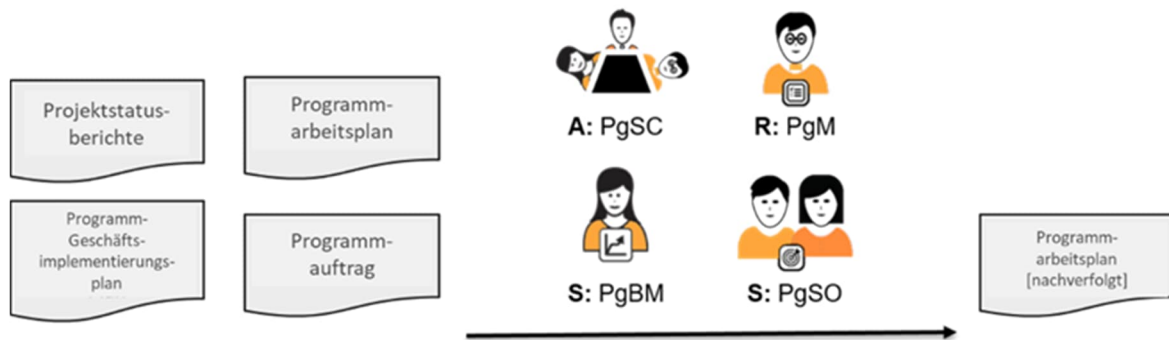 Projektstatus-
berichte
Programm-
arbeitsplan
Programm-
Geschäfts-
implementierungs-
plan
Programm-
auftrag
A: PgSC
R: PgM
S: PgBM
S: PgSO
Programm-
arbeitsplan
[nachverfolgt]